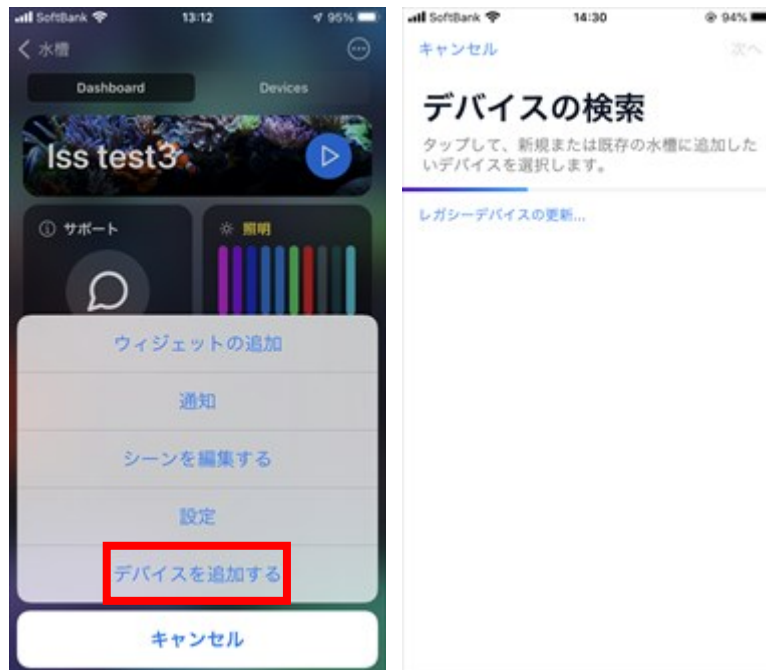 SoftBank 13:12 95%
水槽
Dashboard Devices
lss test3
サポート
照明
ウィジェットの追加
通知
シーンを編集する
設定
デバイスを追加する
キャンセル
SoftBank 14:30 94%
キャンセル 次へ
デバイスの検索
タップして、新規または既存の水槽に追加した
いデバイスを選択します。
レガシーデバイスの更新...